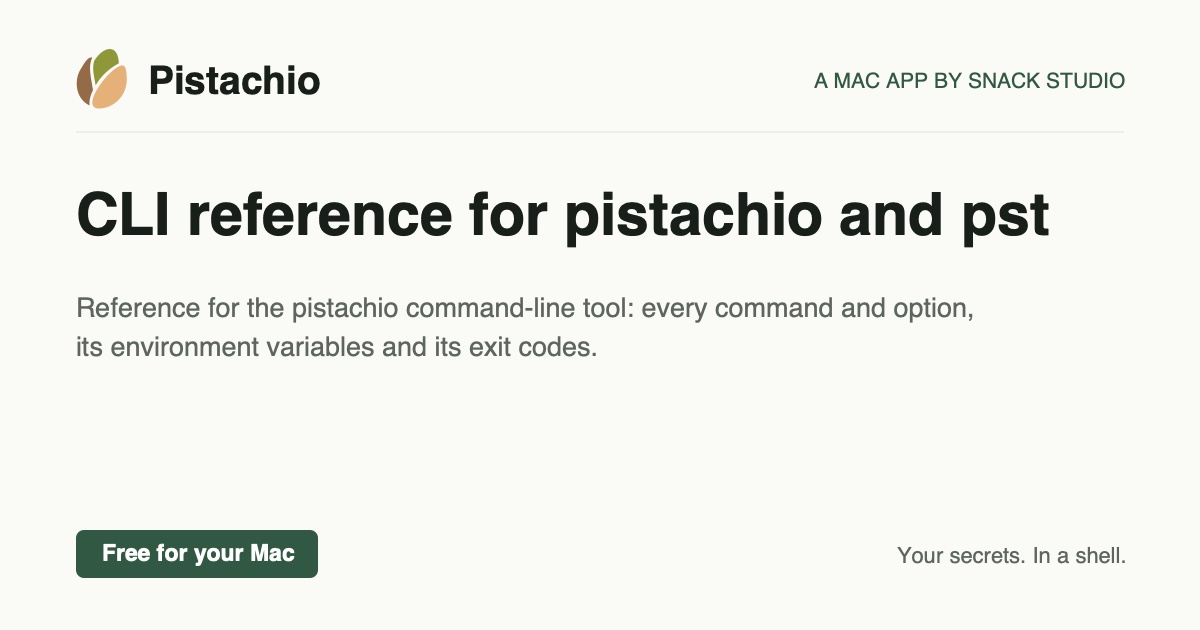 Pistachio
A MAC APP BY SNACK STUDIO
CLI reference for pistachio and pst
Reference for the pistachio command-line tool: every command and option,
its environment variables and its exit codes.
Free for your Mac
Your secrets. In a shell.